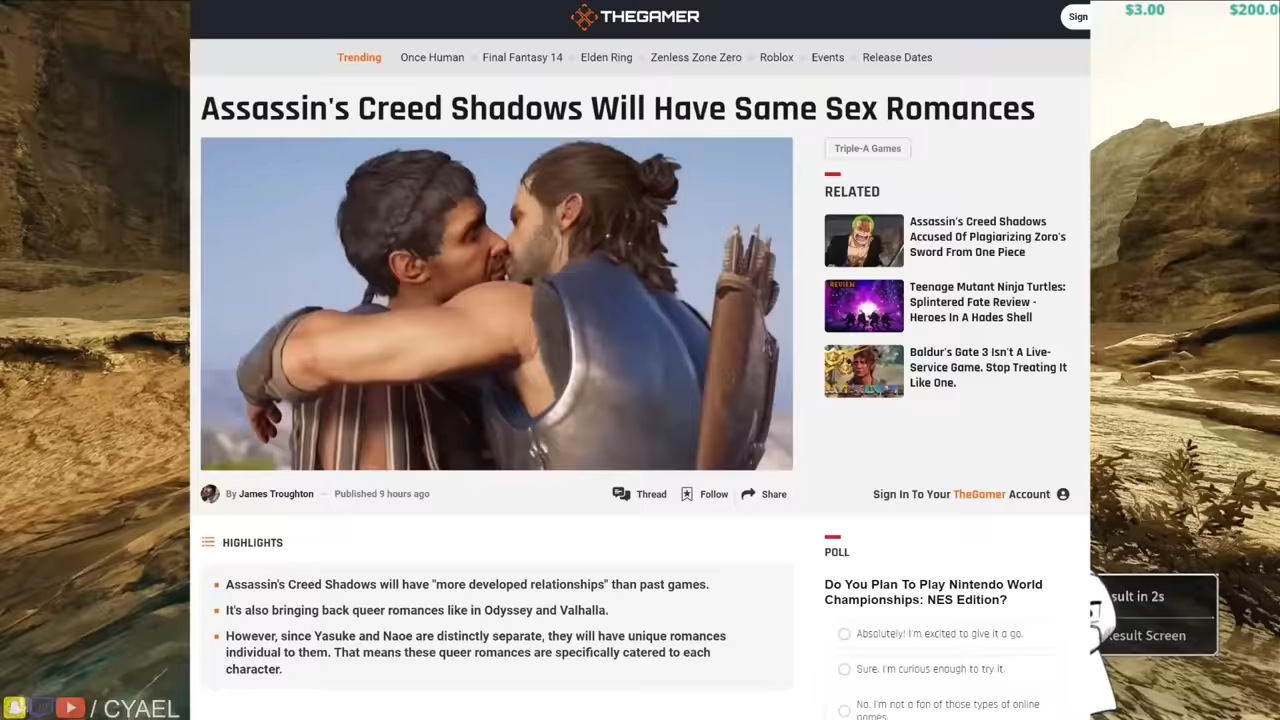 THEGAMER
Sign
$3.00
$200.0
Trending
Once Human
Final Fantasy 14
Elden Ring
Zenless Zone Zero
Roblox
Events
Release Dates
Assassin's Creed Shadows Will Have Same Sex Romances
Triple-A Games
RELATED
Assassin's Creed Shadows
Accused Of Plagiarizing Zoro's
Sword From One Piece
REVIEW
Teenage Mutant Ninja Turtles:
Splintered Fate Review -
Heroes In A Hades Shell
Baldur's Gate 3 Isn't A Live-
Service Game. Stop Treating It
Like One.
By James Troughton
Published 9 hours ago
Thread
Follow
Share
Sign In To Your TheGamer Account
HIGHLIGHTS
Assassin's Creed Shadows will have "more developed relationships" than past games.
It's also bringing back queer romances like in Odyssey and Valhalla.
However, since Yasuke and Naoe are distinctly separate, they will have unique romances
individual to them. That means these queer romances are specifically catered to each
character.
POLL
Do You Plan To Play Nintendo World
Championships: NES Edition?
Absolutely! I'm excited to give it a go.
Sure. I'm curious enough to try it.
No. I'm not a fan of those types of online
games.
sult in 2s
esult Screen
/ CYAEL